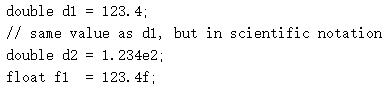 double d1 = 123.4;
// same value as d1, but in scientific notation
double d2 = 1.234e2;
float f1  = 123.4f;